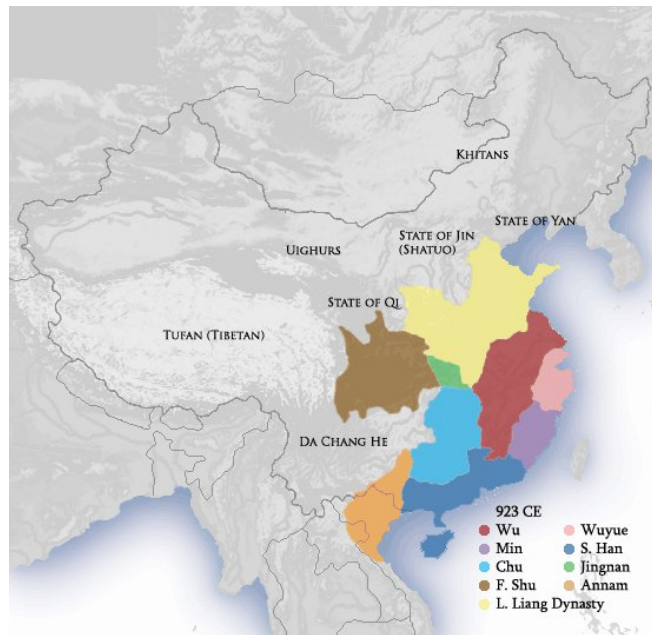 Khitans
State of Yan
State of Jin
(Shatuo)
Uighurs
State of Qi
Tufan (Tibetan)
Da Chang He
923 CE
Wu
Wuyue
Min
S. Han
Chu
Jingnan
F. Shu
Annam
L. Liang Dynasty